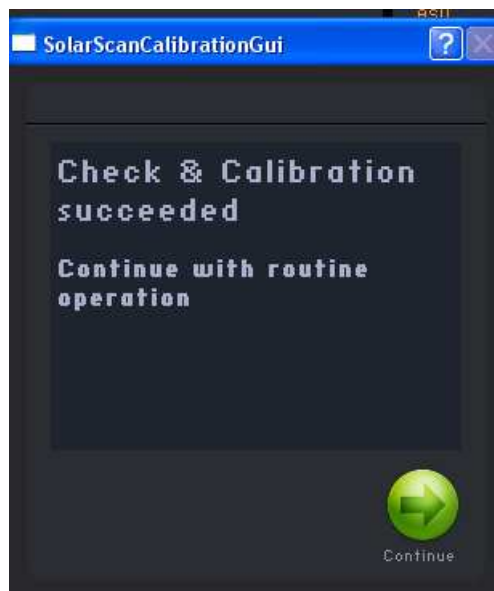 SolarScanCalibrationGui
?
Check & Calibration
succeeded
Continue with routine
operation
Continue